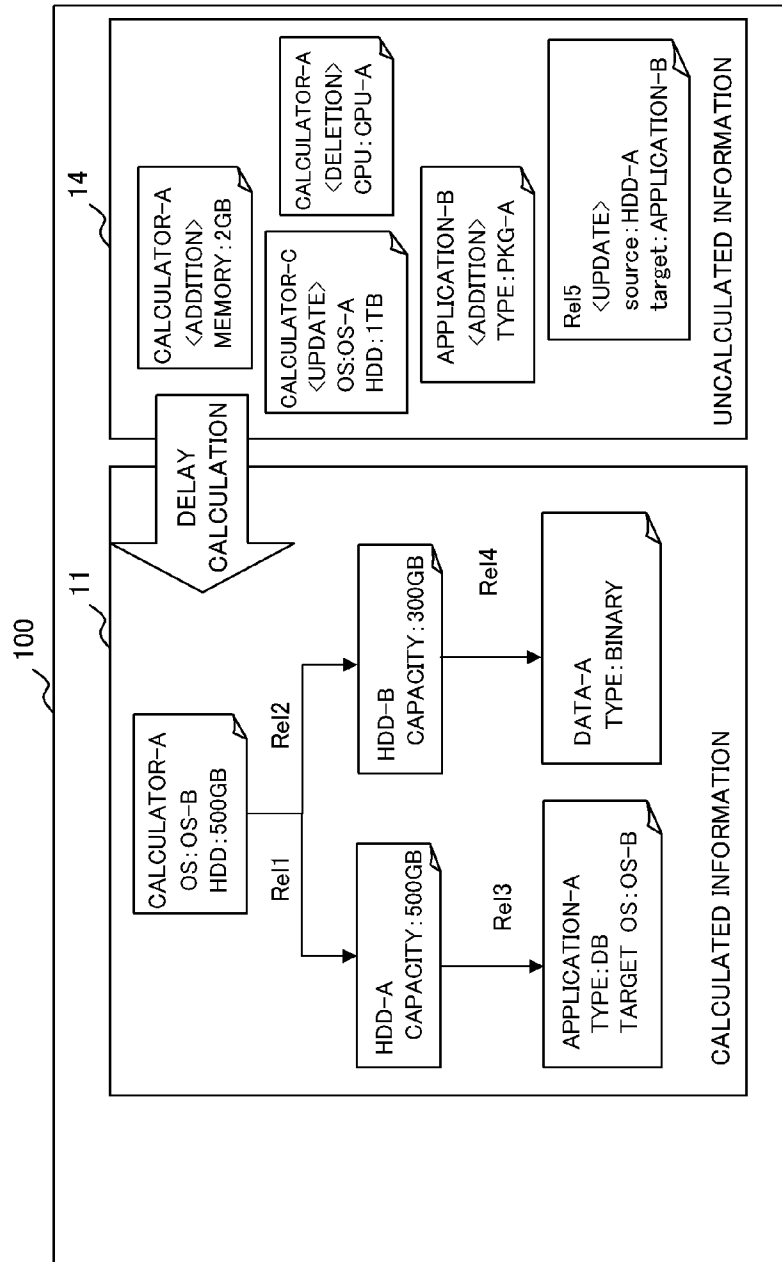 100
11
CALCULATOR-A
OS:OS-B
HDD:500GB
Rel1
Rel2
HDD-A
CAPACITY:500GB
HDD-B
CAPACITY:300GB
Rel3
Rel4
APPLICATION-A
TYPE:DB
TARGET OS:OS-B
DATA-A
TYPE:BINARY
CALCULATED INFORMATION
DELAY
CALCULATION
14
CALCULATOR-A
<ADDITION>
MEMORY:2GB
CALCULATOR-A
<DELETION>
CPU:CPU-A
CALCULATOR-C
<UPDATE>
OS:OS-A
HDD:1TB
APPLICATION-B
<ADDITION>
TYPE:PKG-A
Rel5
<UPDATE>
source:HDD-A
target:APPLICATION-B
UNCALCULATED INFORMATION